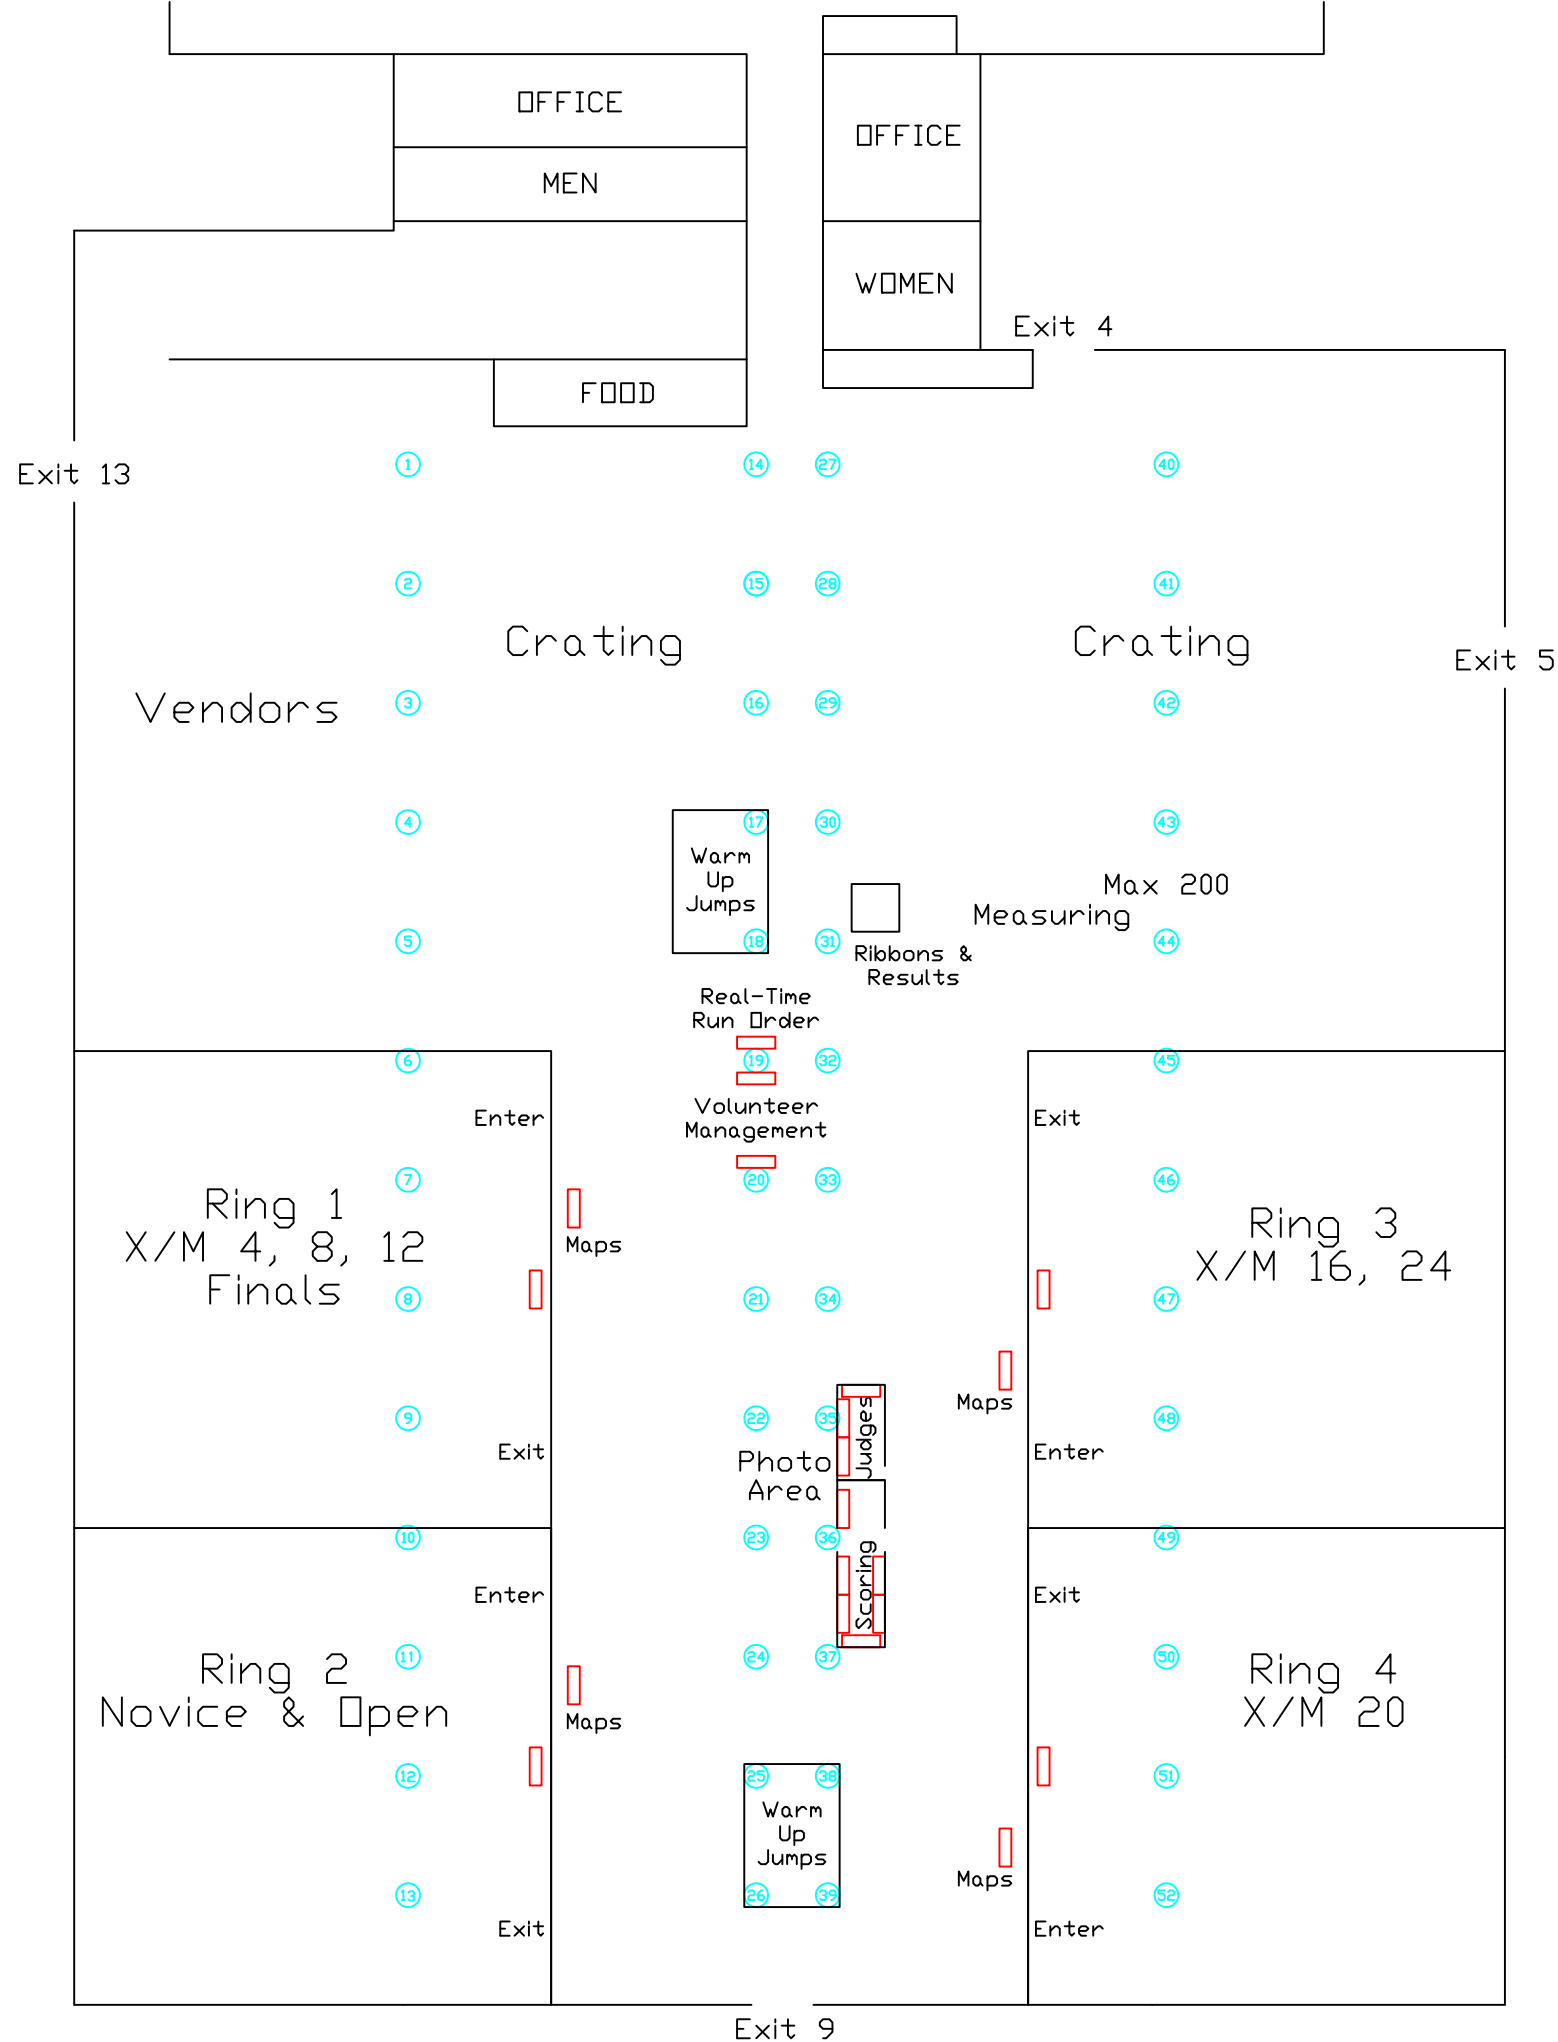 OFFICE
OFFICE
MEN
WOMEN
Exit 4
FOOD
Exit 13
1
14
27
40
2
15
28
41
Crating
Crating
Exit 5
Vendors
3
16
29
42
4
17
30
43
Warm
Up
Jumps
Max 200
Measuring
5
18
31
44
Ribbons &
Results
Real-Time
Run Order
6
19
32
45
Enter
Volunteer
Management
Exit
7
20
33
46
Ring 1
X/M 4, 8, 12
Finals
Maps
Ring 3
X/M 16, 24
8
21
34
47
Maps
9
22
35
48
Judges
Exit
Photo
Area
Enter
10
23
36
49
Scoring
Enter
Exit
11
24
37
50
Ring 2
Novice & Open
Maps
Ring 4
X/M 20
12
25
38
51
Warm
Up
Jumps
Maps
13
26
39
52
Exit
Enter
Exit 9